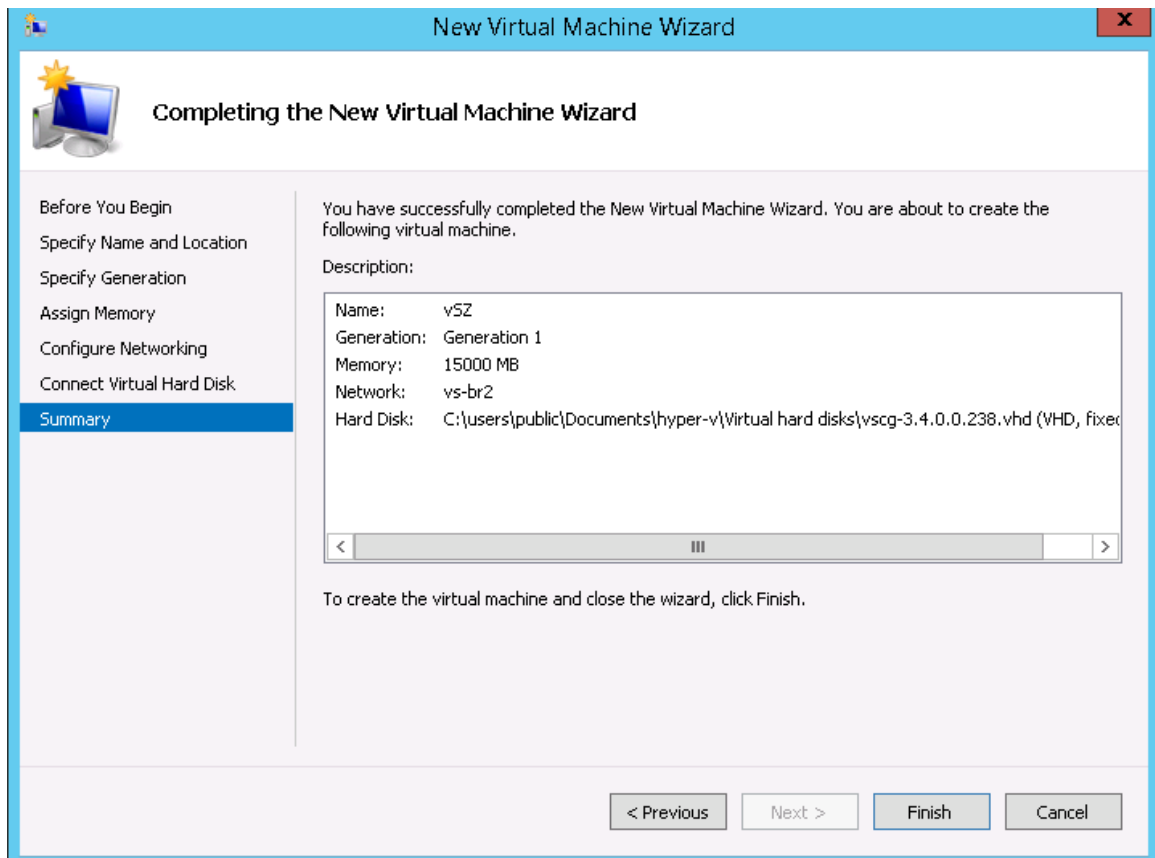 New Virtual Machine Wizard
X
Completing the New Virtual Machine Wizard
Before You Begin
Specify Name and Location
Specify Generation
Assign Memory
Configure Networking
Connect Virtual Hard Disk
Summary
You have successfully completed the New Virtual Machine Wizard. You are about to create the
following virtual machine.
Description:
Name: vSZ
Generation: Generation 1
Memory: 15000 MB
Network: vs-br2
Hard Disk: C:\users\public\Documents\hyper-v\Virtual hard disks\vscg-3.4.0.0.238.vhd (VHD, fixed
To create the virtual machine and close the wizard, click Finish.
< Previous
Next >
Finish
Cancel